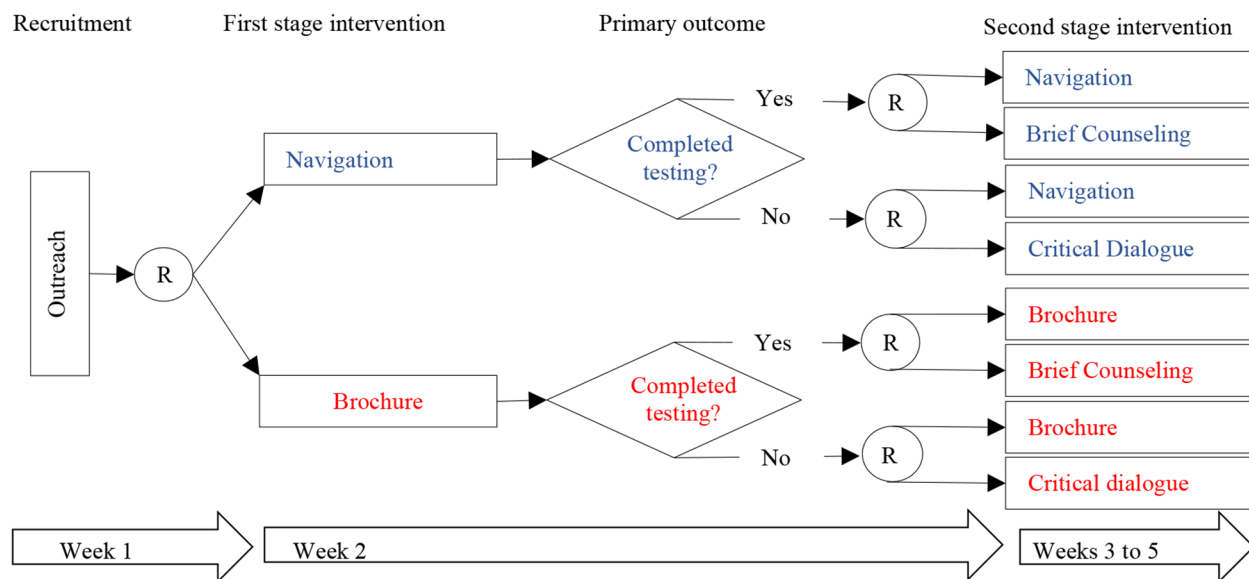 Recruitment
First stage intervention
Primary outcome
Second stage intervention
Outreach
R
Navigation
Completed
testing?
Yes
R
Navigation
Brief Counseling
No
R
Navigation
Critical Dialogue
Brochure
Completed
testing?
Yes
R
Brochure
Brief Counseling
No
R
Brochure
Critical dialogue
Week 1
Week 2
Weeks 3 to 5